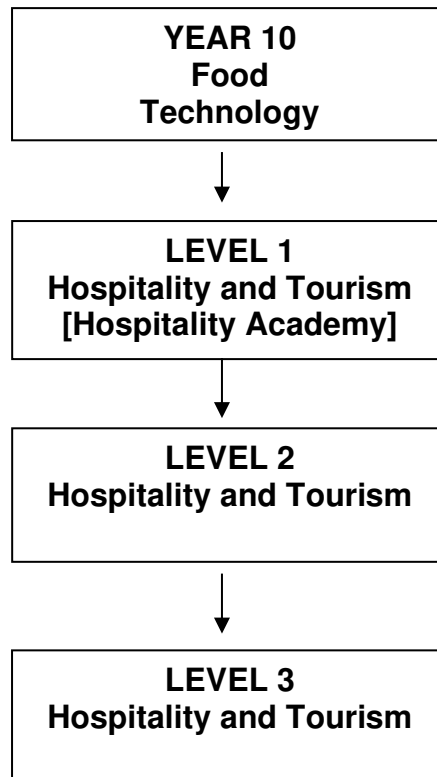 YEAR 10
Food
Technology
LEVEL 1
Hospitality and Tourism
[Hospitality Academy]
LEVEL 2
Hospitality and Tourism
LEVEL 3
Hospitality and Tourism